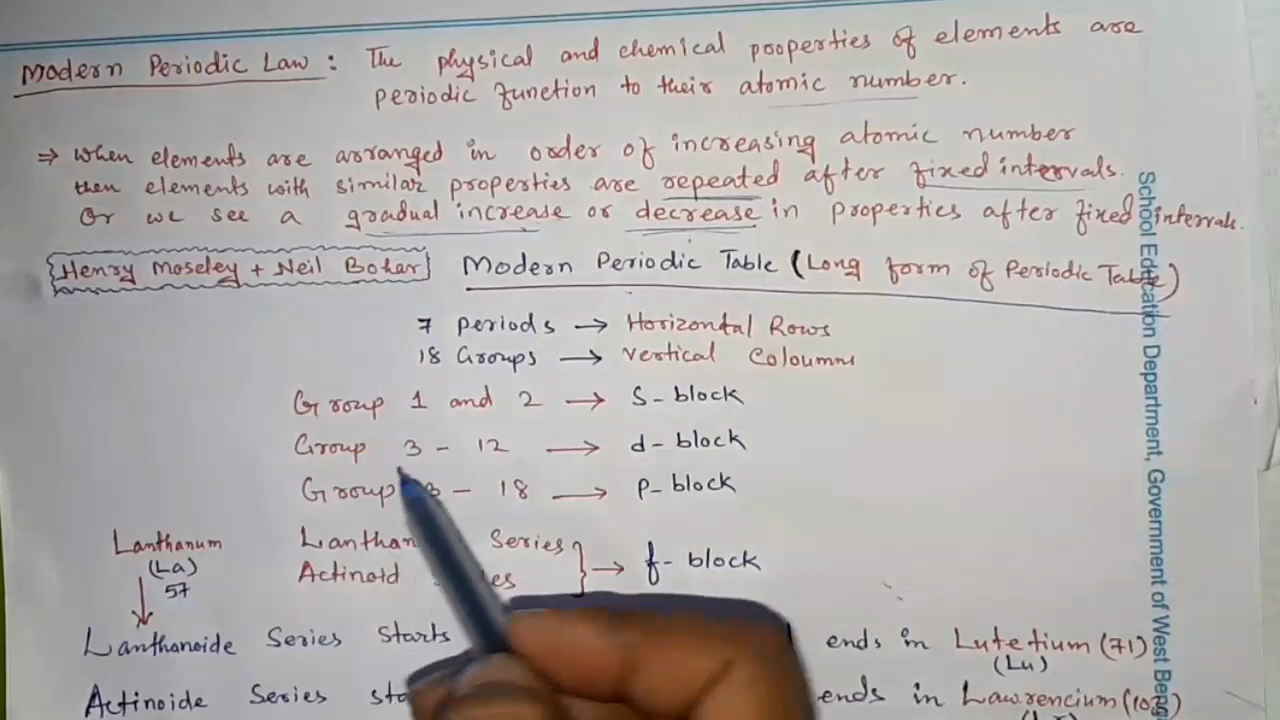 Modern Periodic Law : The physical and chemical properties of elements are
periodic function to their atomic number.
⇒ When elements are arranged in order of increasing atomic number
then elements with similar properties are repeated after fixed intervals.
Or we see a gradual increase or decrease in properties after fixed intervals.
Henry Moseley + Neil Bohar Modern Periodic Table (Long form of Periodic Table)
7 Periods → Horizontal Rows
18 Groups → Vertical Coloumns
Group 1 and 2 → S-block
Group 3 - 12 → d-block
Group 3 - 18 → P-block
Lanthanum Lanthan Series
(La) Actinoid → f-block
57
Lanthanoide Series Starts ends in Lutetium (71)
(Lu)
Actinoide Series sta ends in Lawrencium
School Education Department, Government of West Beng